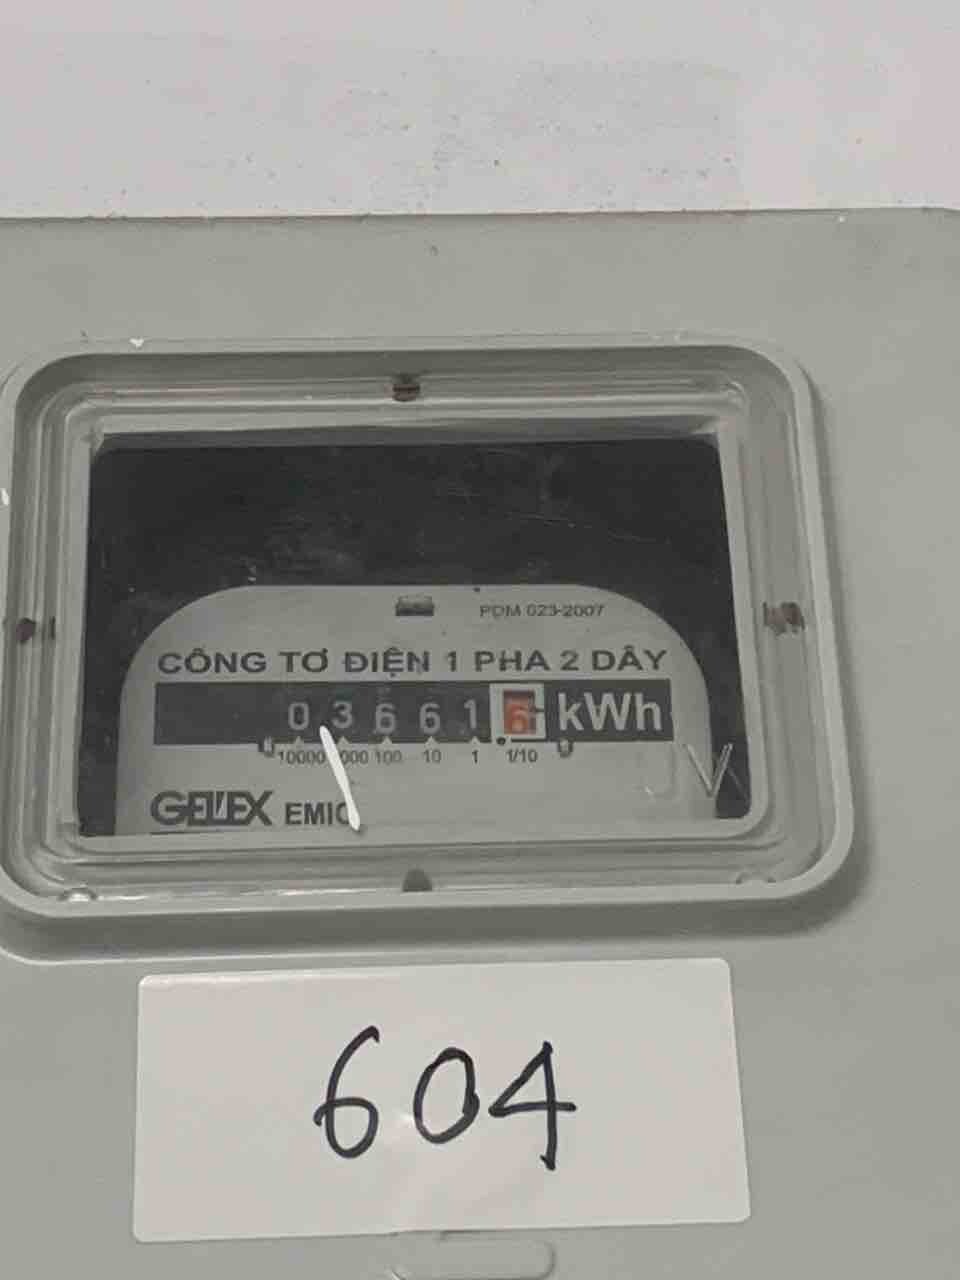 PDM 023-2007
CÔNG TƠ ĐIỆN 1 PHA 2 DÂY
0 3 6 6 1 6 kWh
10000 1000 100 10 1 1/10
GELEX EMIC
604